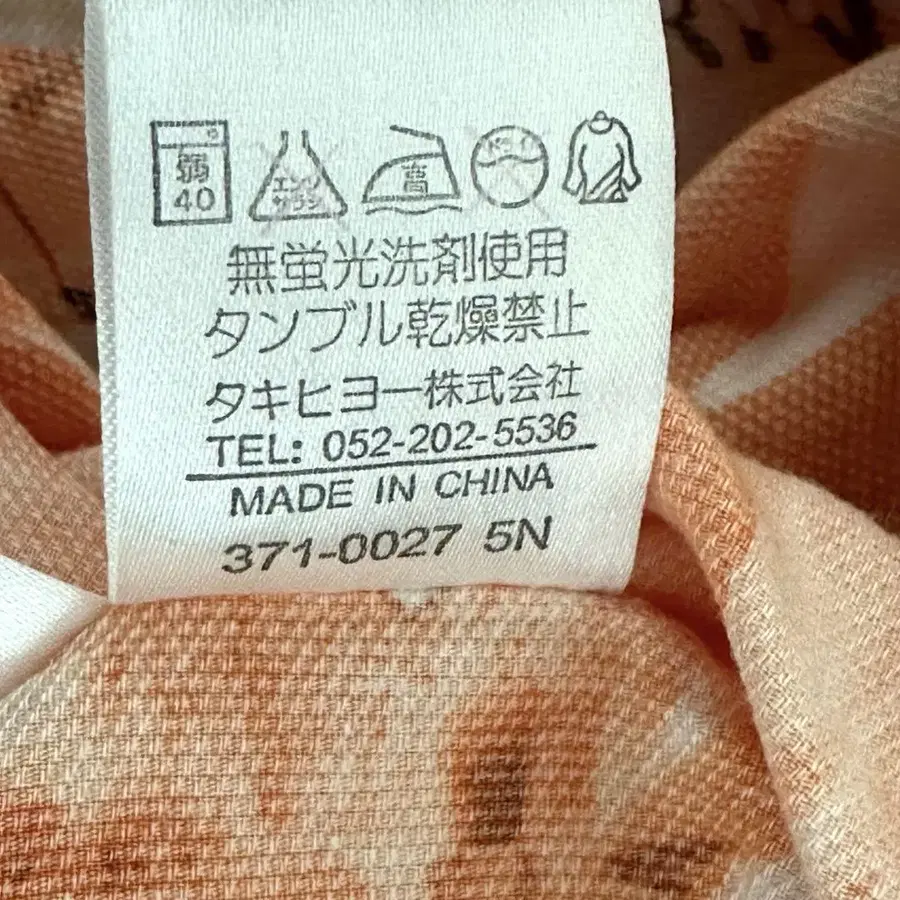 弱
40
エンソ
サラシ
高
無蛍光洗剤使用
タンブル乾燥禁止
タキヒヨー株式会社
TEL: 052-202-5536
MADE IN CHINA
371-0027 5N